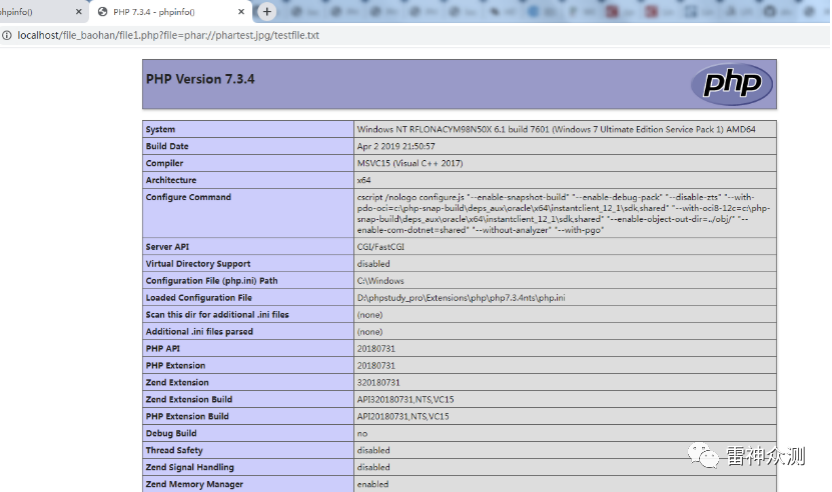 phpinfo()
PHP 7.3.4 - phpinfo()
localhost/file_baohan/file1.php?file=phar://phartest.jpg/testfile.txt
PHP Version 7.3.4
php
System Windows NT RFLONACYM98N50X 6.1 build 7601 (Windows 7 Ultimate Edition Service Pack 1) AMD64
Build Date Apr 2 2019 21:50:57
Compiler MSVC15 (Visual C++ 2017)
Architecture x64
Configure Command cscript /nologo configure.js "--enable-snapshot-build" "--enable-debug-pack" "--disable-zts" "--with-
pdo-oci=c:\php-snap-build\deps_aux\oracle\x64\instantclient_12_1\sdk,shared" "--with-oci8-12c=c:\php-
snap-build\deps_aux\oracle\x64\instantclient_12_1\sdk,shared" "--enable-object-out-dir=../obj/" "--
enable-com-dotnet=shared" "--without-analyzer" "--with-pgo"
Server API CGI/FastCGI
Virtual Directory Support disabled
Configuration File (php.ini) Path C:\Windows
Loaded Configuration File D:\phpstudy_pro\Extensions\php\php7.3.4nts\php.ini
Scan this dir for additional .ini files (none)
Additional .ini files parsed (none)
PHP API 20180731
PHP Extension 20180731
Zend Extension 320180731
Zend Extension Build API320180731,NTS,VC15
PHP Extension Build API20180731,NTS,VC15
Debug Build no
Thread Safety disabled
Zend Signal Handling disabled
Zend Memory Manager enabled
雷神众测